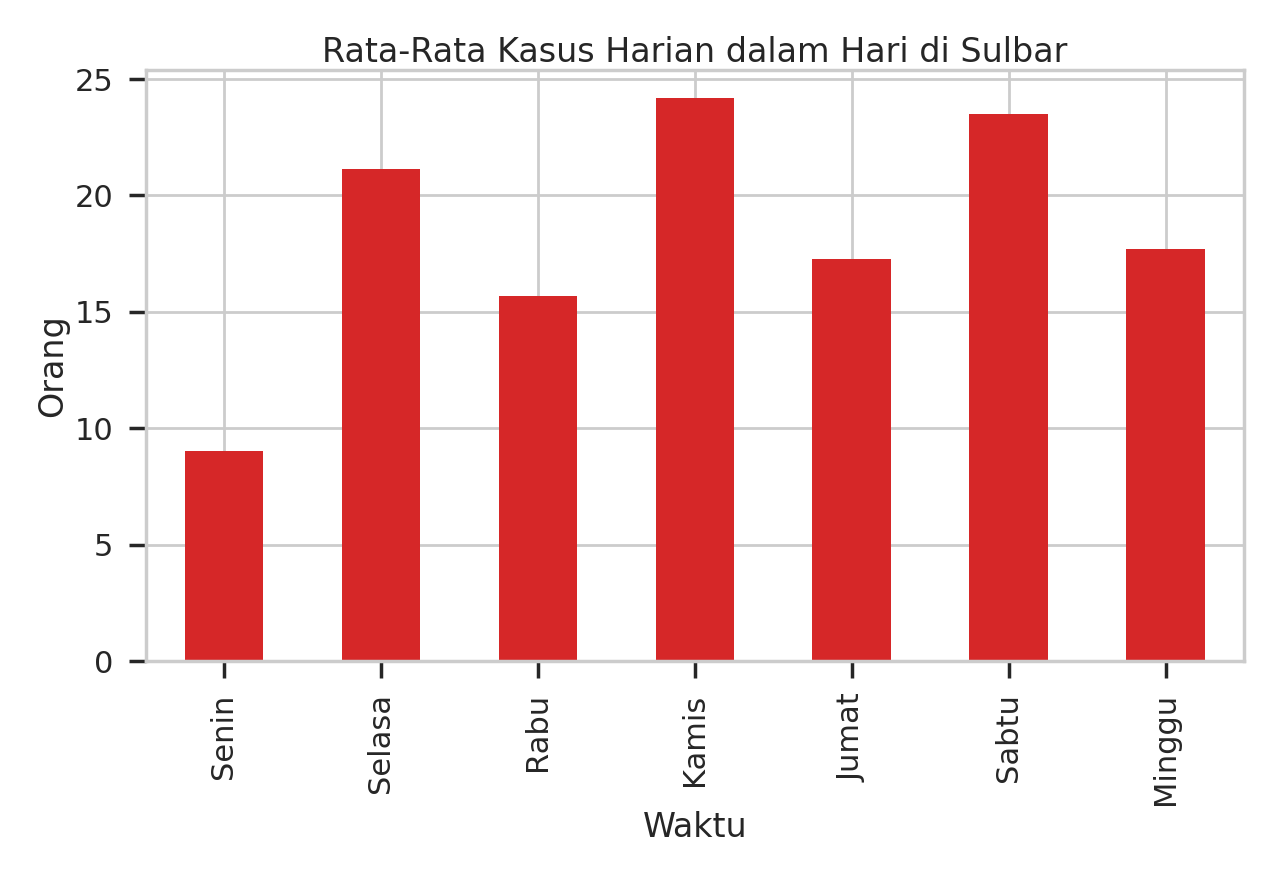 Rata-Rata Kasus Harian dalam Hari di Sulbar
Orang
25
20
15
10
5
0
Senin
Selasa
Rabu
Kamis
Jumat
Sabtu
Minggu
Waktu